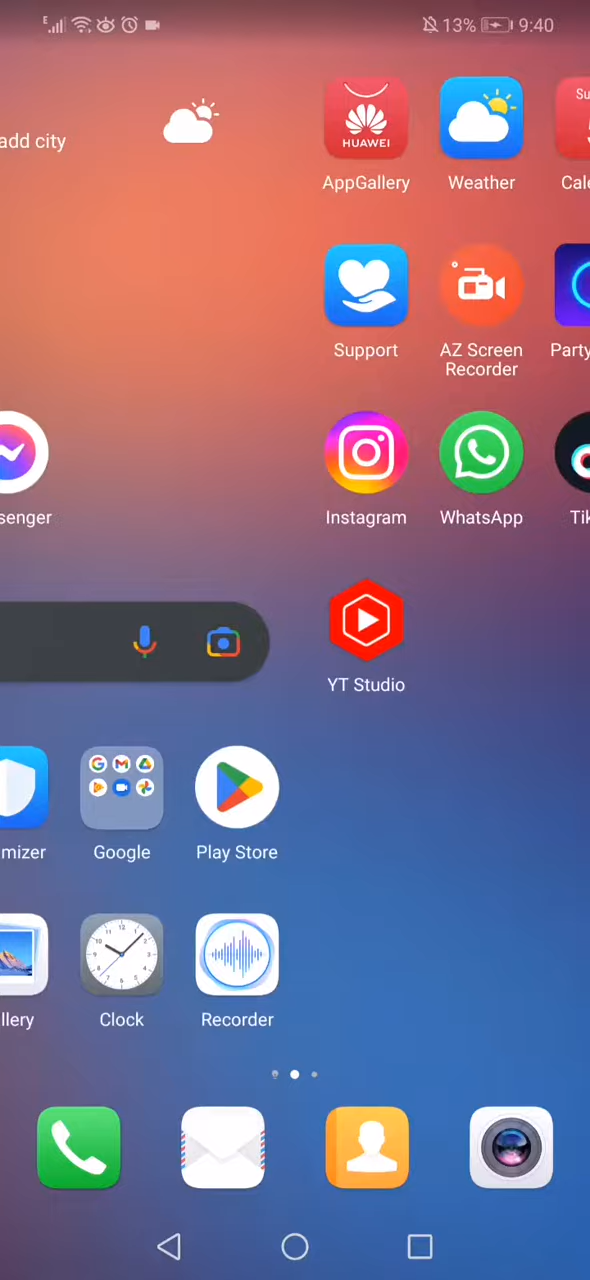 E
13%
9:40
add city
HUAWEI
Su
AppGallery
Weather
Cale
Support
AZ Screen
Recorder
Party
senger
Instagram
WhatsApp
Tik
YT Studio
mizer
Google
Play Store
llery
Clock
Recorder